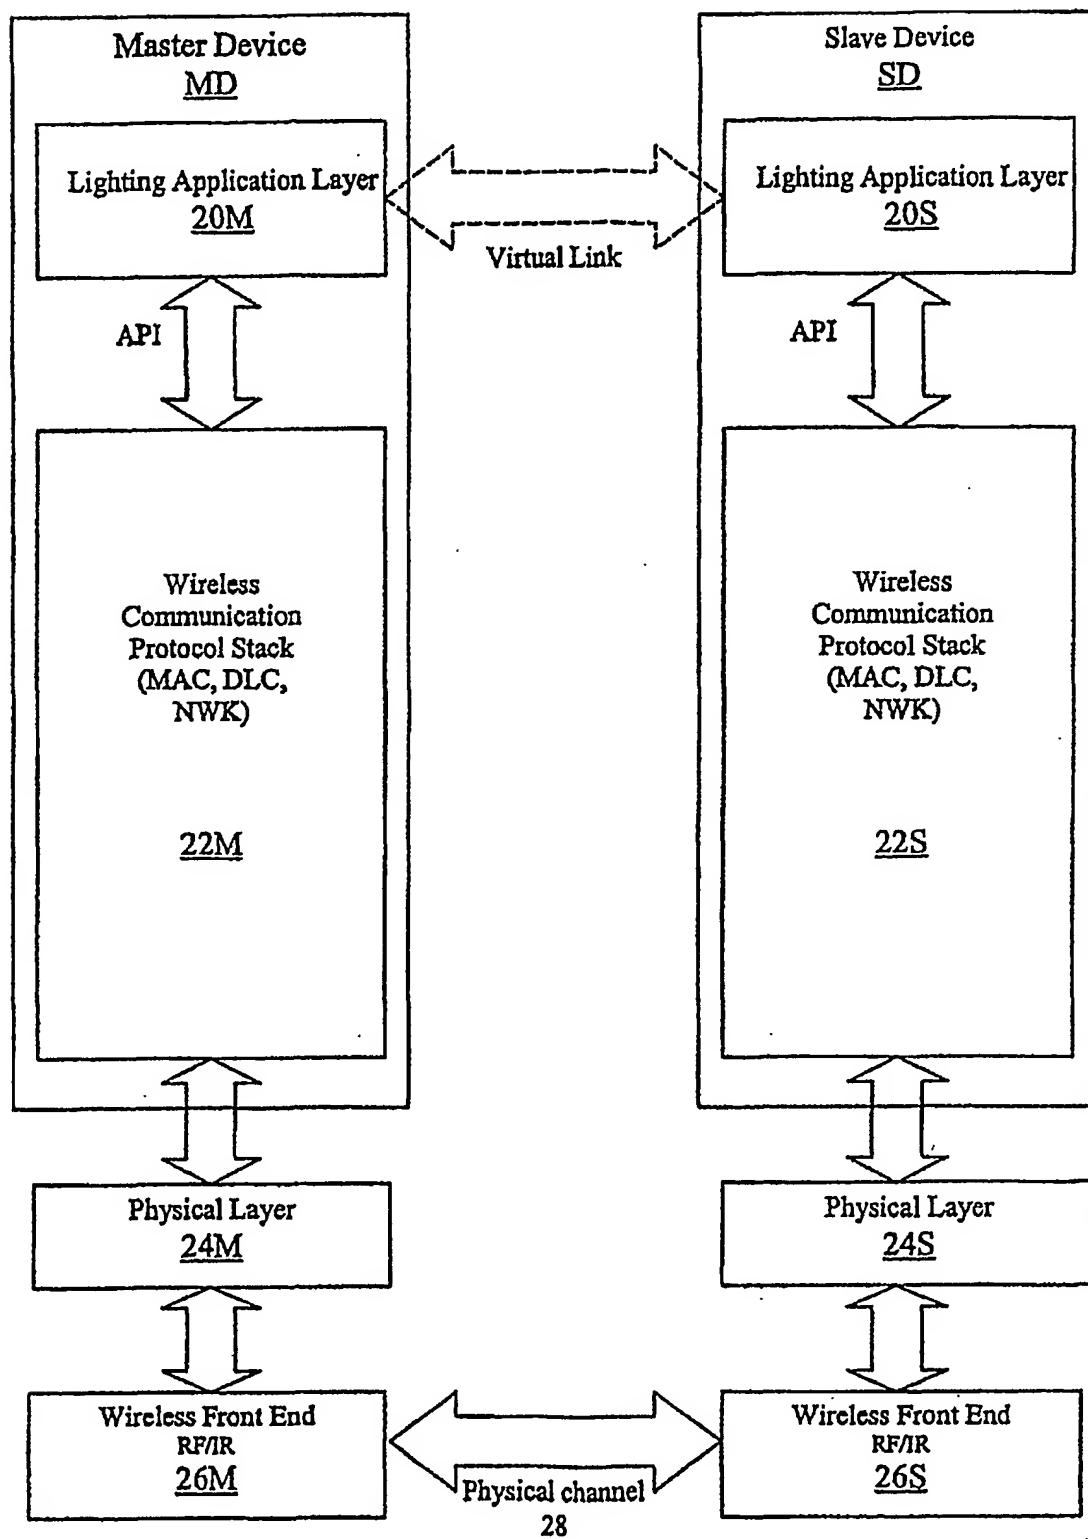 Master Device
MD
Lighting Application Layer
20M
API
Wireless
Communication
Protocol Stack
(MAC, DLC,
NWK)
22M
Physical Layer
24M
Wireless Front End
RF/IR
26M
Virtual Link
Physical channel
28
Slave Device
SD
Lighting Application Layer
20S
API
Wireless
Communication
Protocol Stack
(MAC, DLC,
NWK)
22S
Physical Layer
24S
Wireless Front End
RF/IR
26S